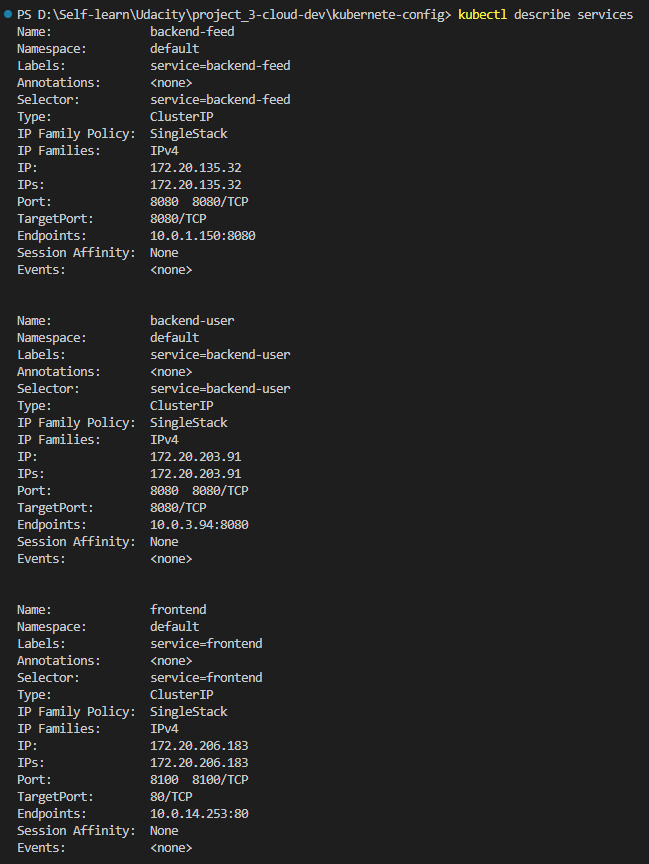 PS D:\Self-learn\Udacity\project_3-cloud-dev\kubernete-config> kubectl describe services
Name:              backend-feed
Namespace:         default
Labels:            service=backend-feed
Annotations:       <none>
Selector:          service=backend-feed
Type:              ClusterIP
IP Family Policy:  SingleStack
IP Families:       IPv4
IP:                172.20.135.32
IPs:               172.20.135.32
Port:              8080  8080/TCP
TargetPort:        8080/TCP
Endpoints:         10.0.1.150:8080
Session Affinity:  None
Events:            <none>
Name:              backend-user
Namespace:         default
Labels:            service=backend-user
Annotations:       <none>
Selector:          service=backend-user
Type:              ClusterIP
IP Family Policy:  SingleStack
IP Families:       IPv4
IP:                172.20.203.91
IPs:               172.20.203.91
Port:              8080  8080/TCP
TargetPort:        8080/TCP
Endpoints:         10.0.3.94:8080
Session Affinity:  None
Events:            <none>
Name:              frontend
Namespace:         default
Labels:            service=frontend
Annotations:       <none>
Selector:          service=frontend
Type:              ClusterIP
IP Family Policy:  SingleStack
IP Families:       IPv4
IP:                172.20.206.183
IPs:               172.20.206.183
Port:              8100  8100/TCP
TargetPort:        80/TCP
Endpoints:         10.0.14.253:80
Session Affinity:  None
Events:            <none>